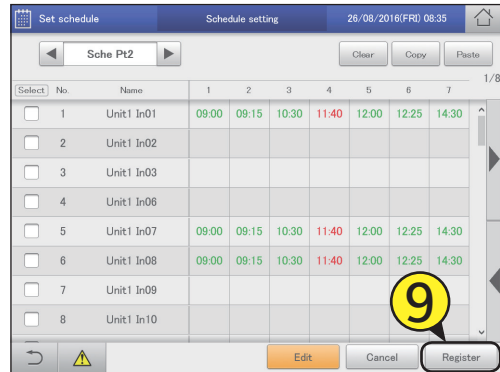 Set schedule Schedule setting 26/08/2016(FRI) 08:35
Sche Pt2 Clear Copy Paste
1/8
Select No. Name 1 2 3 4 5 6 7
1 Unit1 In01 09:00 09:15 10:30 11:40 12:00 12:25 14:30
2 Unit1 In02
3 Unit1 In03
4 Unit1 In06
5 Unit1 In07 09:00 09:15 10:30 11:40 12:00 12:25 14:30
6 Unit1 In08 09:00 09:15 10:30 11:40 12:00 12:25 14:30
7 Unit1 In09
8 Unit1 In10
9
Edit Cancel Register